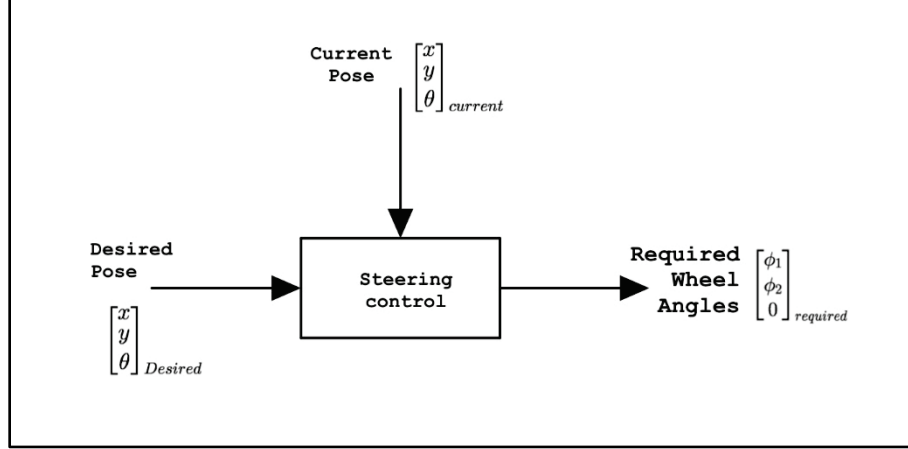 Current
Pose
[x
y
θ]current
Desired
Pose
[x
y
θ]Desired
Steering
control
Required
Wheel
Angles
[ϕ1
ϕ2
0]required